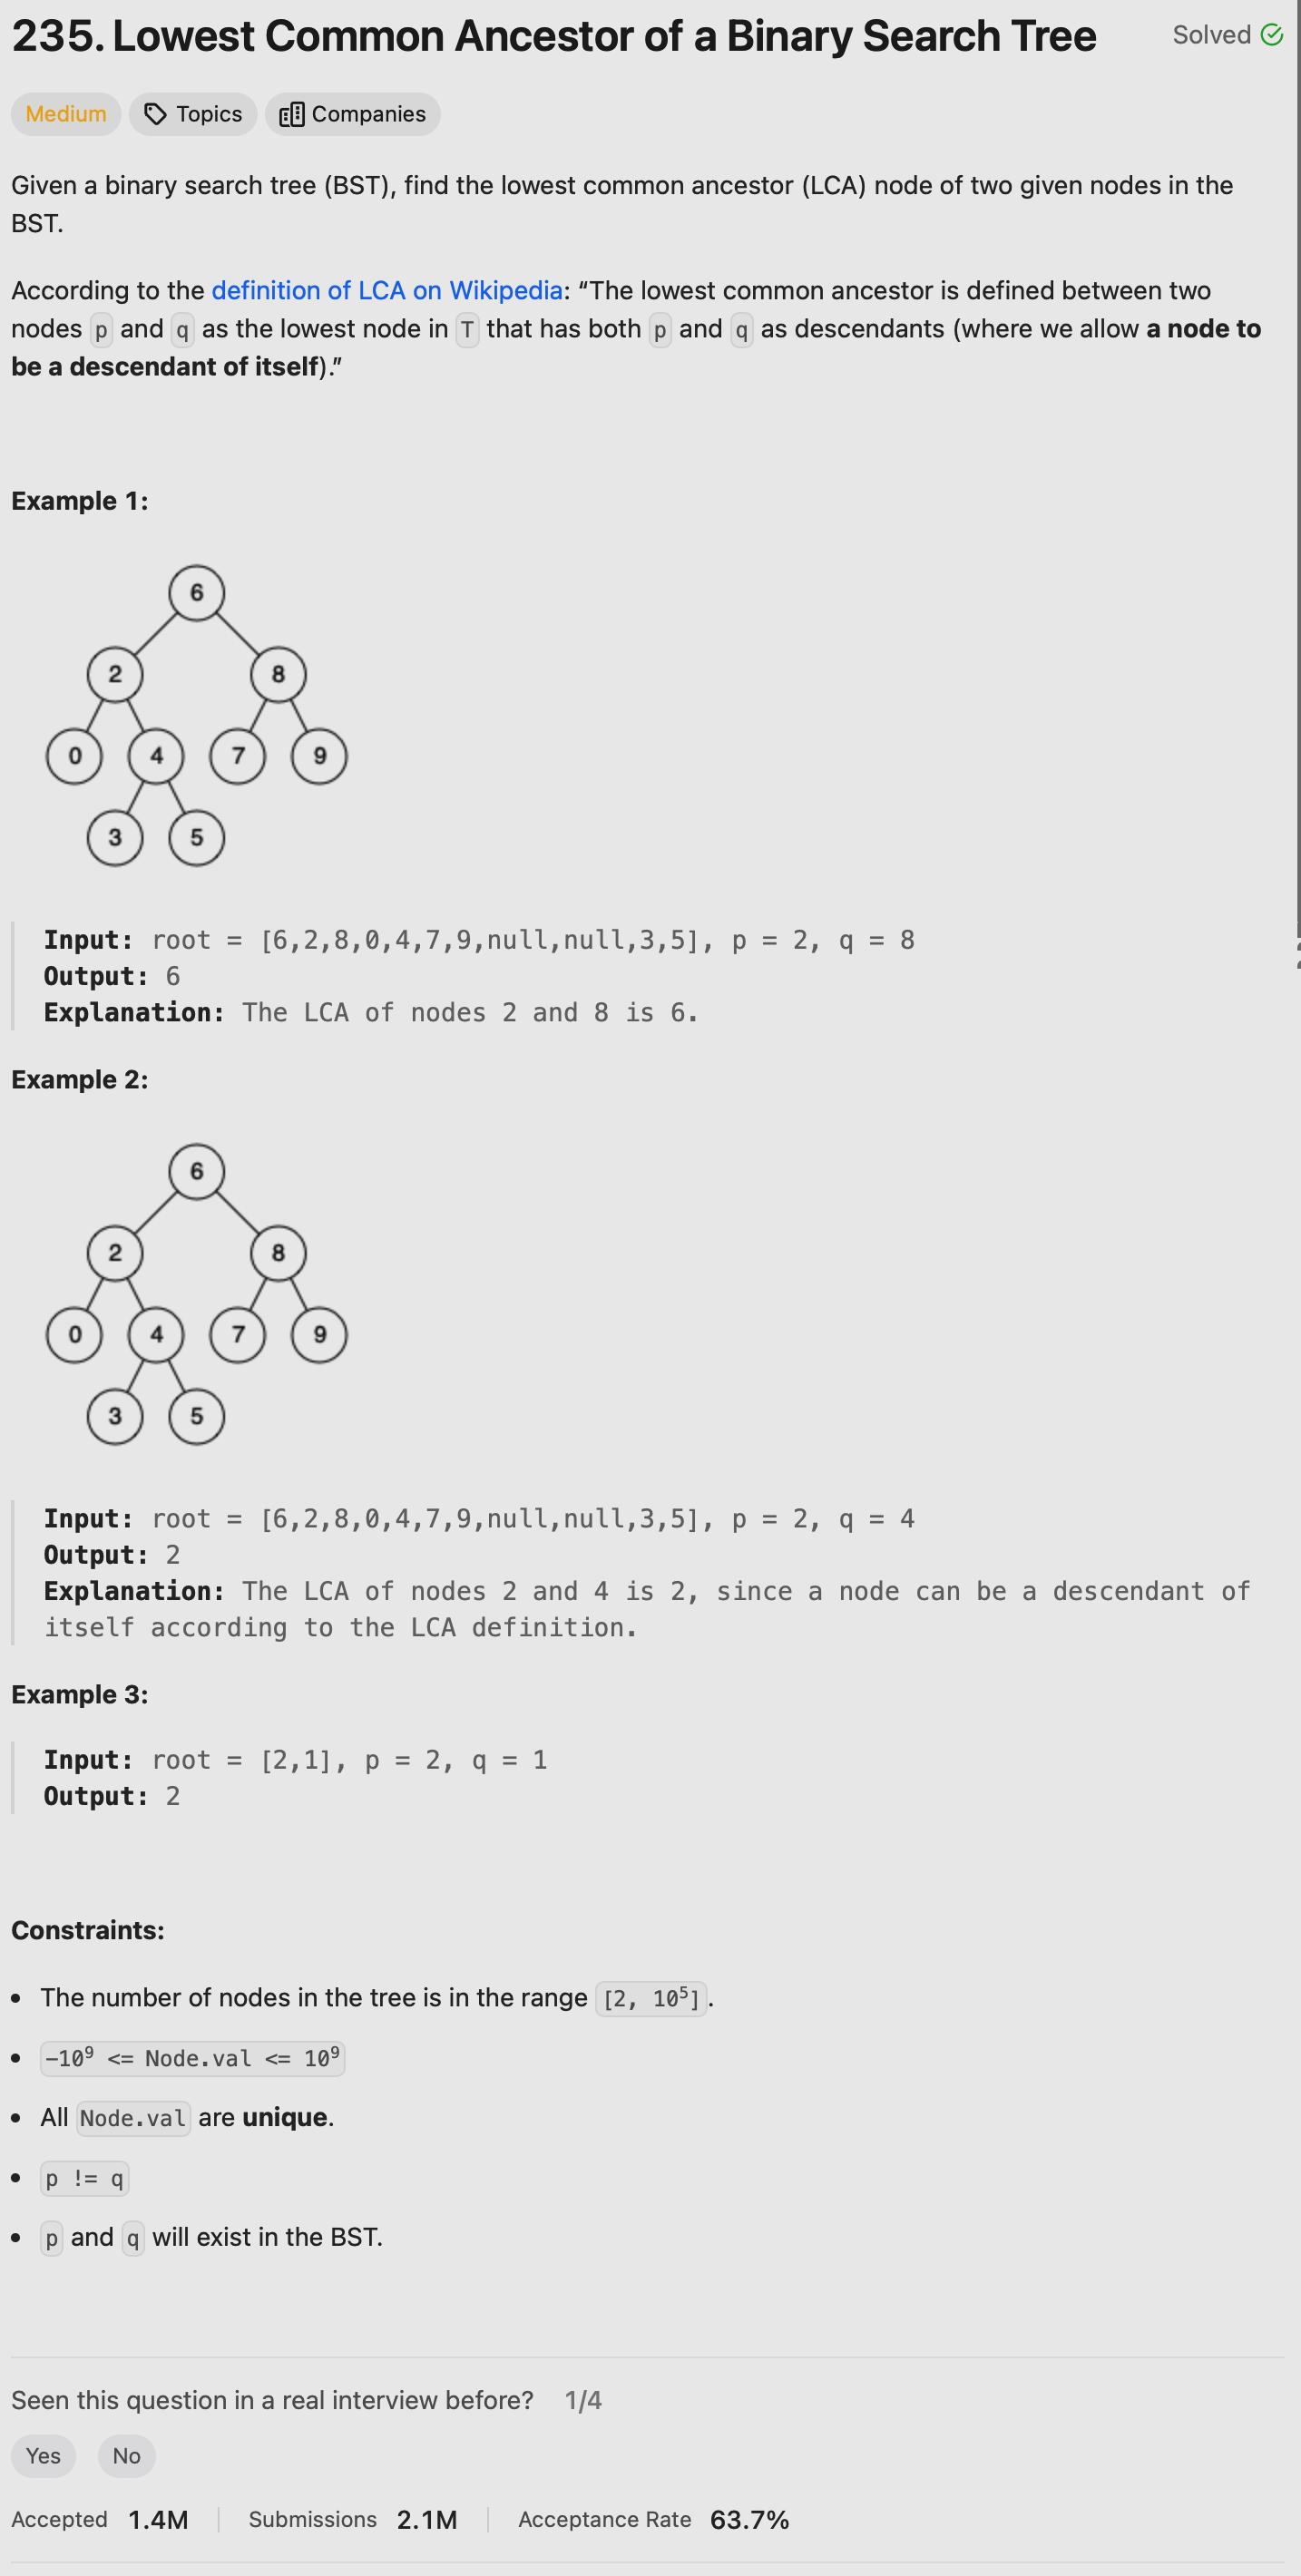 235. Lowest Common Ancestor of a Binary Search Tree
Solved
Medium
Topics
Companies
Given a binary search tree (BST), find the lowest common ancestor (LCA) node of two given nodes in the
BST.
According to the definition of LCA on Wikipedia: “The lowest common ancestor is defined between two
nodes p and q as the lowest node in T that has both p and q as descendants (where we allow a node to
be a descendant of itself).”
Example 1:
6
2 8
0 4 7 9
3 5
Input: root = [6,2,8,0,4,7,9,null,null,3,5], p = 2, q = 8
Output: 6
Explanation: The LCA of nodes 2 and 8 is 6.
Example 2:
6
2 8
0 4 7 9
3 5
Input: root = [6,2,8,0,4,7,9,null,null,3,5], p = 2, q = 4
Output: 2
Explanation: The LCA of nodes 2 and 4 is 2, since a node can be a descendant of
itself according to the LCA definition.
Example 3:
Input: root = [2,1], p = 2, q = 1
Output: 2
Constraints:
• The number of nodes in the tree is in the range [2, 10⁵].
• −10⁹ <= Node.val <= 10⁹
• All Node.val are unique.
• p != q
• p and q will exist in the BST.
Seen this question in a real interview before? 1/4
Yes No
Accepted 1.4M Submissions 2.1M Acceptance Rate 63.7%